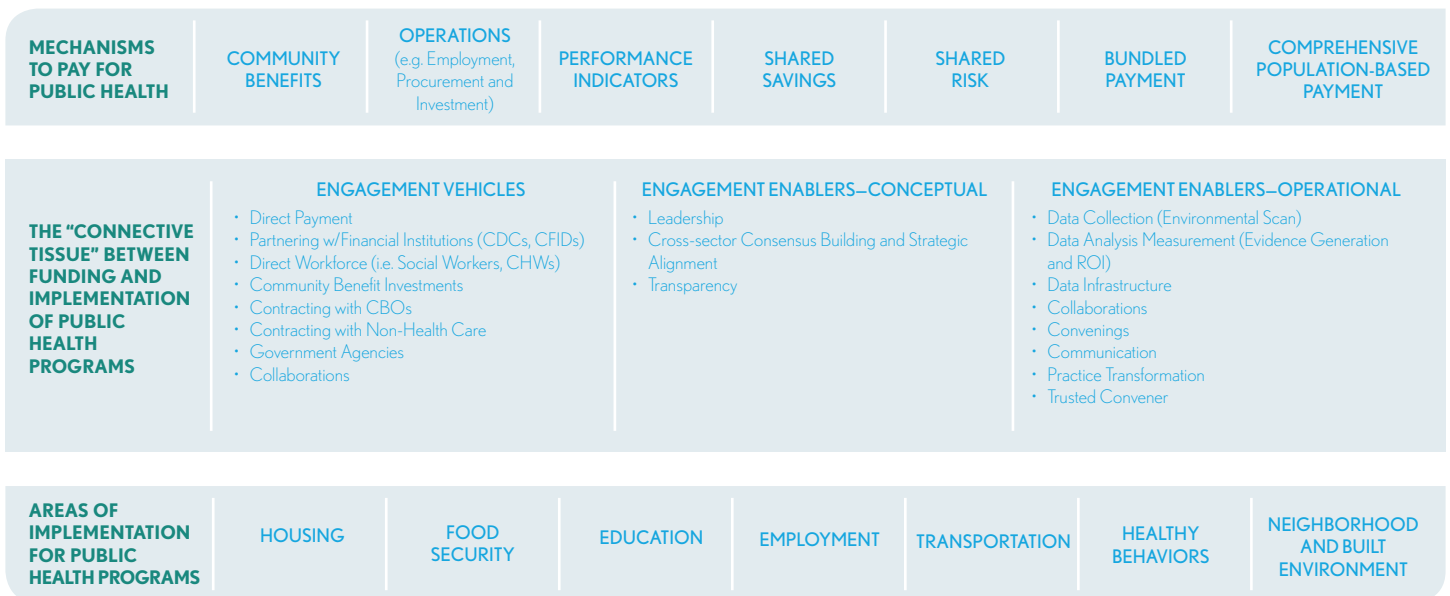 MECHANISMS
TO PAY FOR
PUBLIC HEALTH
COMMUNITY
BENEFITS
OPERATIONS
(e.g. Employment,
Procurement and
Investment)
PERFORMANCE
INDICATORS
SHARED
SAVINGS
SHARED
RISK
BUNDLED
PAYMENT
COMPREHENSIVE
POPULATION-BASED
PAYMENT
THE “CONNECTIVE
TISSUE” BETWEEN
FUNDING AND
IMPLEMENTATION
OF PUBLIC
HEALTH
PROGRAMS
ENGAGEMENT VEHICLES
• Direct Payment
• Partnering w/Financial Institutions (CDCs, CFIDs)
• Direct Workforce (i.e. Social Workers, CHWs)
• Community Benefit Investments
• Contracting with CBOs
• Contracting with Non-Health Care
• Government Agencies
• Collaborations
ENGAGEMENT ENABLERS—CONCEPTUAL
• Leadership
• Cross-sector Consensus Building and Strategic
Alignment
• Transparency
ENGAGEMENT ENABLERS—OPERATIONAL
• Data Collection (Environmental Scan)
• Data Analysis Measurement (Evidence Generation
and ROI)
• Data Infrastructure
• Collaborations
• Convenings
• Communication
• Practice Transformation
• Trusted Convener
AREAS OF
IMPLEMENTATION
FOR PUBLIC
HEALTH PROGRAMS
HOUSING
FOOD
SECURITY
EDUCATION
EMPLOYMENT
TRANSPORTATION
HEALTHY
BEHAVIORS
NEIGHBORHOOD
AND BUILT
ENVIRONMENT